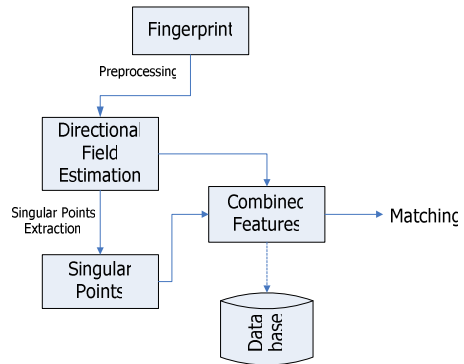 Fingerprint
Preprocessing
Directional
Field
Estimation
Combined
Features
Matching
Singular Points
Extraction
Singular
Points
Data
base